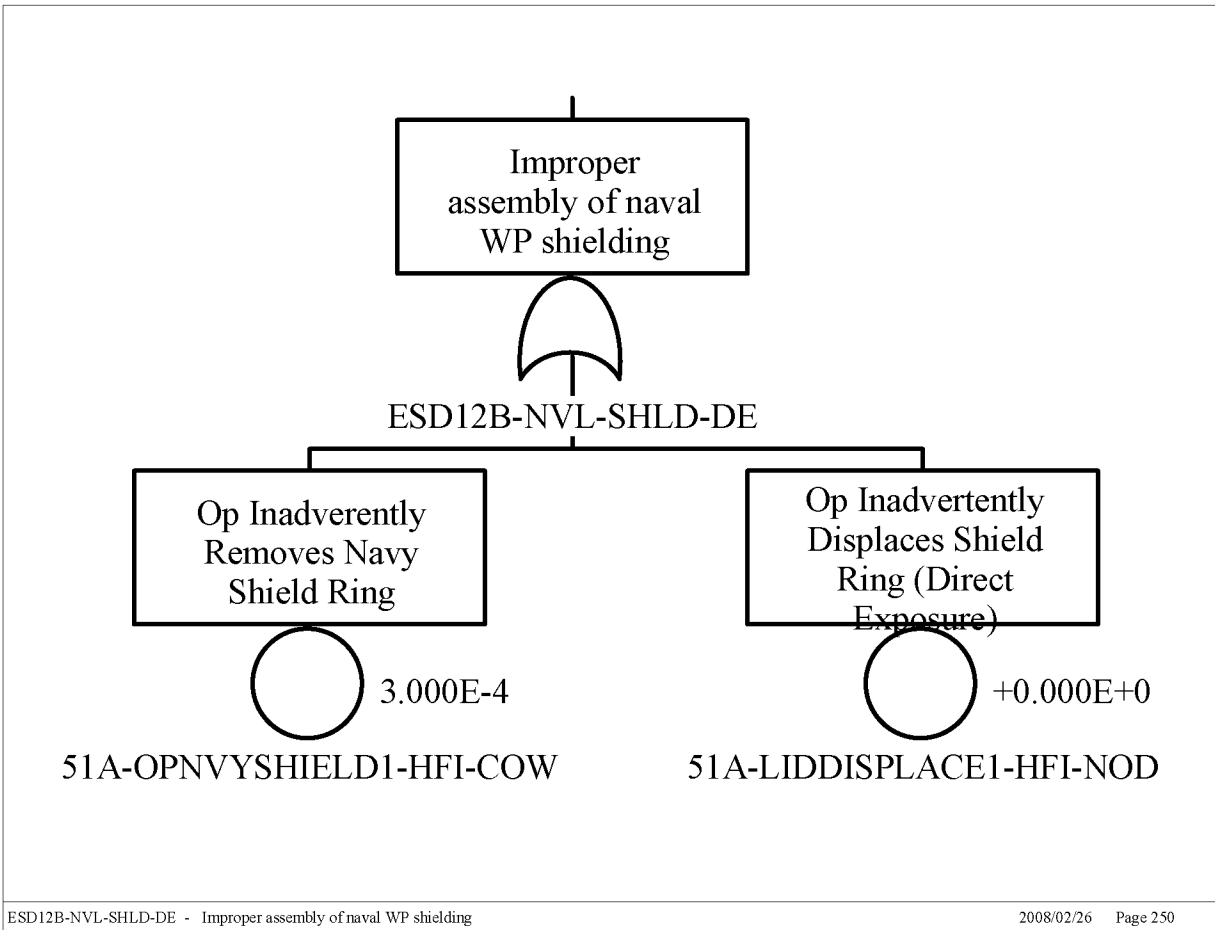 Improper
assembly of naval
WP shielding
ESD12B-NVL-SHLD-DE
Op Inadverently
Removes Navy
Shield Ring
3.000E-4
51A-OPNVYSHIELD1-HFI-COW
Op Inadvertently
Displaces Shield
Ring (Direct
Exposure)
+0.000E+0
51A-LIDDISPLACE1-HFI-NOD
ESD12B-NVL-SHLD-DE - Improper assembly of naval WP shielding
2008/02/26 Page 250